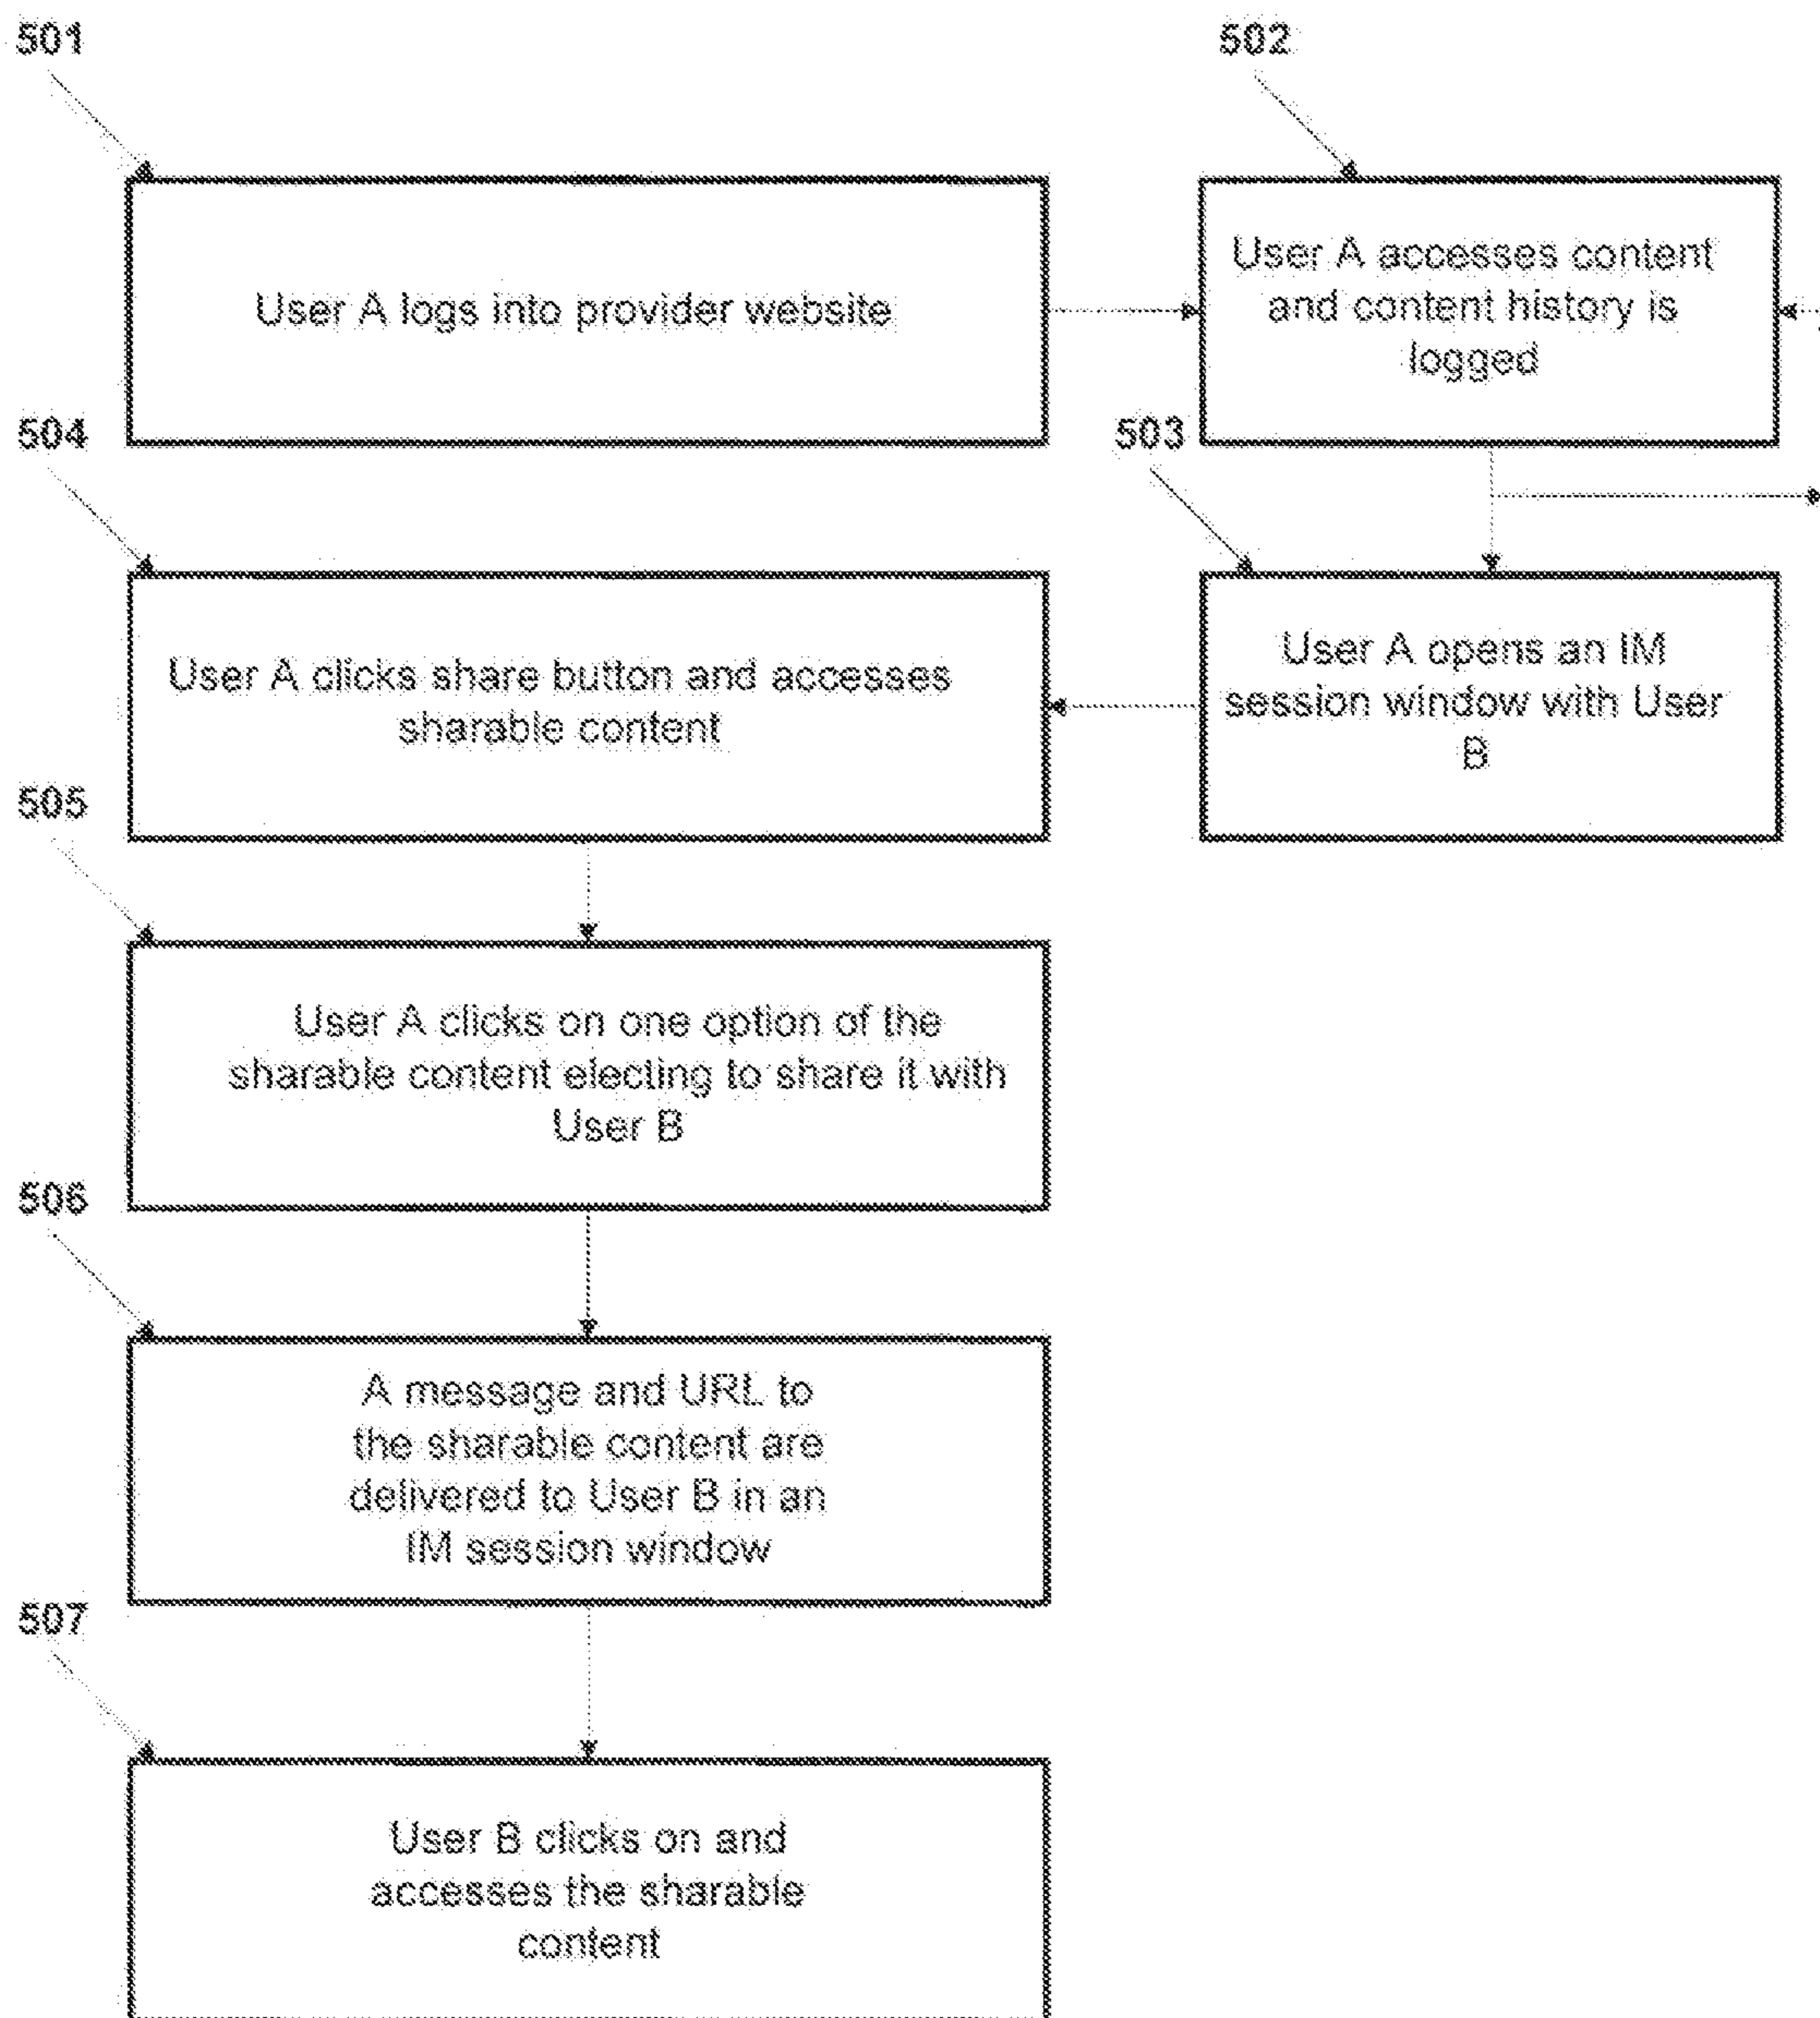 501
502
User A logs into provider website
User A accesses content
and content history is
logged
504
503
User A clicks share button and accesses
sharable content
User A opens an IM
session window with User
B
505
User A clicks on one option of the
sharable content electing to share it with
User B
506
A message and URL to
the sharable content are
delivered to User B in an
IM session window
507
User B clicks on and
accesses the sharable
content